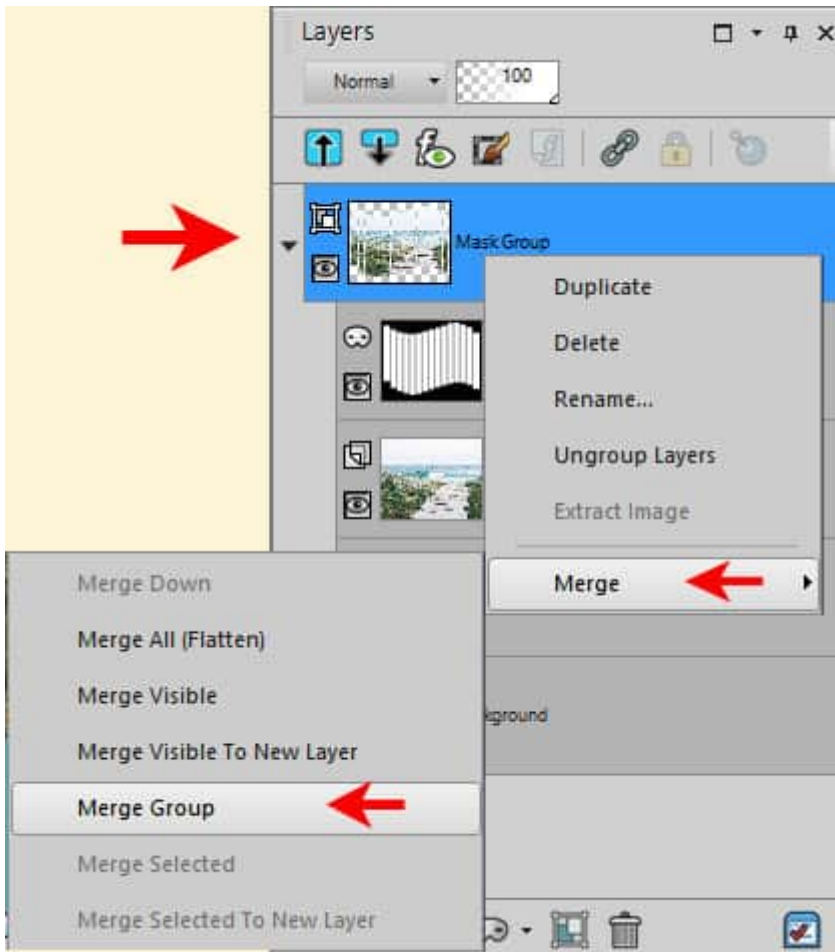 Layers
Normal
100
Mask Group
Duplicate
Delete
Rename...
Ungroup Layers
Extract Image
Merge
Merge Down
Merge All (Flatten)
Merge Visible
Merge Visible To New Layer
Merge Group
Merge Selected
Merge Selected To New Layer
kground